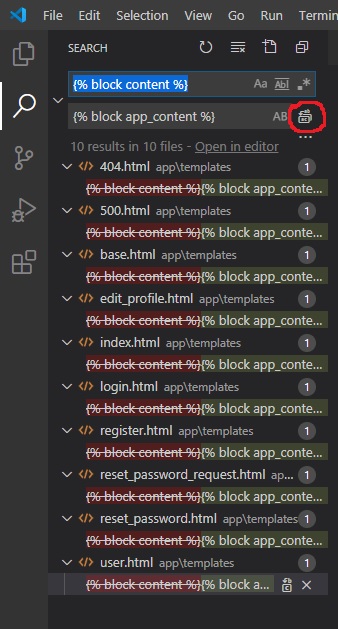 File Edit Selection View Go Run Termin
SEARCH
{% block content %} Aa Abl .*
{% block app_content %} AB
...
10 results in 10 files - Open in editor
404.html app\templates 1
{% block content %}{% block app_conte...
500.html app\templates 1
{% block content %}{% block app_conte...
base.html app\templates 1
{% block content %}{% block app_conte...
edit_profile.html app\templates 1
{% block content %}{% block app_conte...
index.html app\templates 1
{% block content %}{% block app_conte...
login.html app\templates 1
{% block content %}{% block app_conte...
register.html app\templates 1
{% block content %}{% block app_conte...
reset_password_request.html ap... 1
{% block content %}{% block app_conte...
reset_password.html app\templates 1
{% block content %}{% block app_conte...
user.html app\templates 1
{% block content %}{% block a...